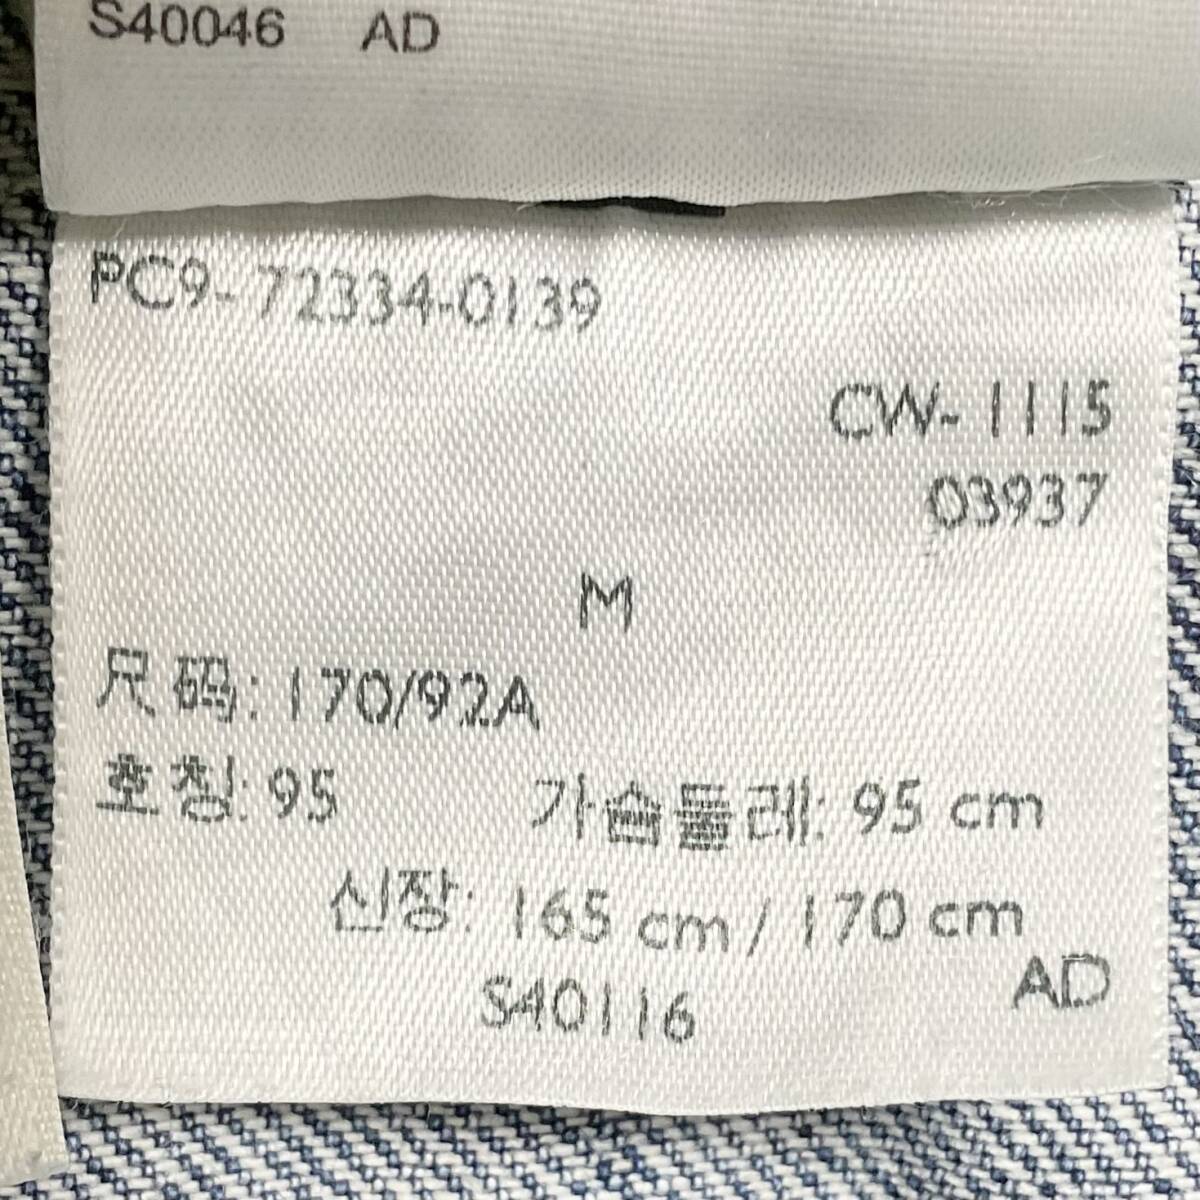 S40046 AD
PC9-72334-0139
CW-1115
03937
M
尺码: 170/92A
호칭: 95 가슴둘레: 95 cm
신장: 165 cm / 170 cm
S40116 AD